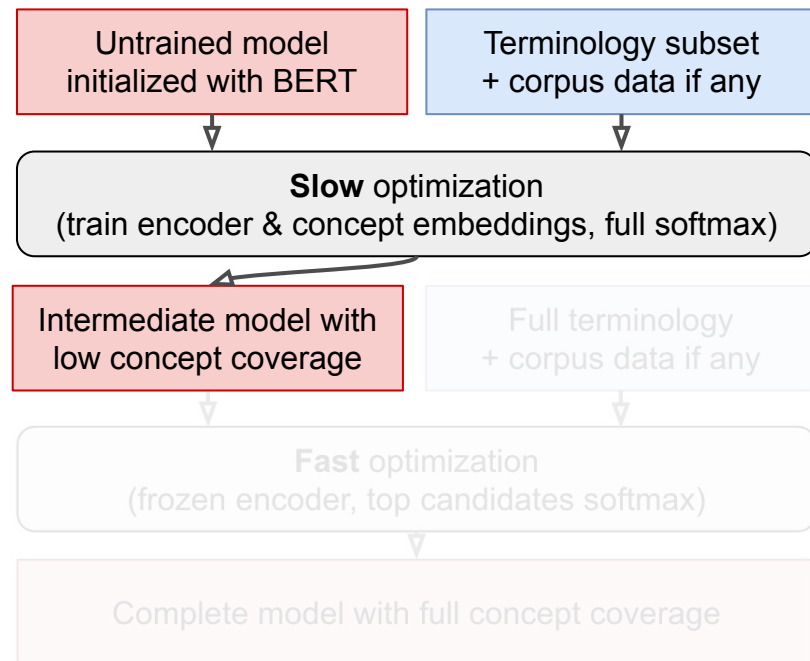 Untrained model
initialized with BERT
Terminology subset
+ corpus data if any
Slow optimization
(train encoder & concept embeddings, full softmax)
Intermediate model with
low concept coverage
Full terminology
+ corpus data if any
Fast optimization
(frozen encoder, top candidates softmax)
Complete model with full concept coverage